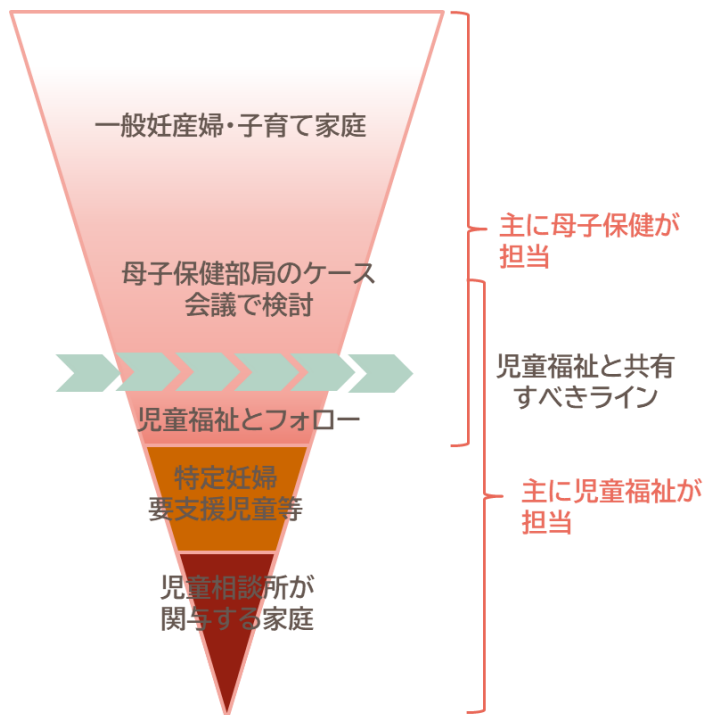 一般妊産婦・子育て家庭
主に母子保健が
担当
母子保健部局のケース
会議で検討
児童福祉と共有
すべきライン
児童福祉とフォロー
特定妊婦
要支援児童等
主に児童福祉が
担当
児童相談所が
関与する家庭